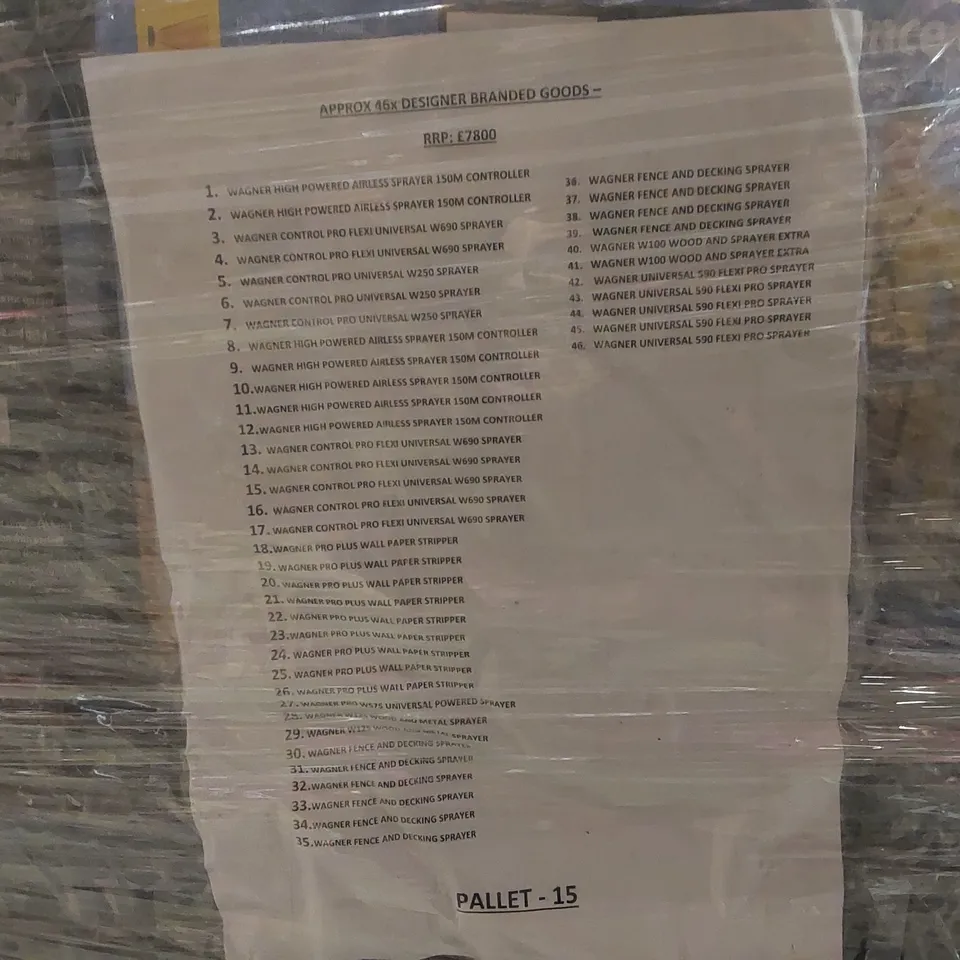 APPROX 46x DESIGNER BRANDED GOODS –
RRP: £7800
1. WAGNER HIGH POWERED AIRLESS SPRAYER 150M CONTROLLER
2. WAGNER HIGH POWERED AIRLESS SPRAYER 150M CONTROLLER
3. WAGNER CONTROL PRO FLEXI UNIVERSAL W690 SPRAYER
4. WAGNER CONTROL PRO FLEXI UNIVERSAL W690 SPRAYER
5. WAGNER CONTROL PRO UNIVERSAL W250 SPRAYER
6. WAGNER CONTROL PRO UNIVERSAL W250 SPRAYER
7. WAGNER CONTROL PRO UNIVERSAL W250 SPRAYER
8. WAGNER HIGH POWERED AIRLESS SPRAYER 150M CONTROLLER
9. WAGNER HIGH POWERED AIRLESS SPRAYER 150M CONTROLLER
10.WAGNER HIGH POWERED AIRLESS SPRAYER 150M CONTROLLER
11.WAGNER HIGH POWERED AIRLESS SPRAYER 150M CONTROLLER
12.WAGNER HIGH POWERED AIRLESS SPRAYER 150M CONTROLLER
13. WAGNER CONTROL PRO FLEXI UNIVERSAL W690 SPRAYER
14. WAGNER CONTROL PRO FLEXI UNIVERSAL W690 SPRAYER
15. WAGNER CONTROL PRO FLEXI UNIVERSAL W690 SPRAYER
16. WAGNER CONTROL PRO FLEXI UNIVERSAL W690 SPRAYER
17. WAGNER CONTROL PRO FLEXI UNIVERSAL W690 SPRAYER
18.WAGNER PRO PLUS WALL PAPER STRIPPER
19. WAGNER PRO PLUS WALL PAPER STRIPPER
20. WAGNER PRO PLUS WALL PAPER STRIPPER
21. WAGNER PRO PLUS WALL PAPER STRIPPER
22. WAGNER PRO PLUS WALL PAPER STRIPPER
23.WAGNER PRO PLUS WALL PAPER STRIPPER
24. WAGNER PRO PLUS WALL PAPER STRIPPER
25. WAGNER PRO PLUS WALL PAPER STRIPPER
26. WAGNER PRO PLUS WALL PAPER STRIPPER
27. WAGNER PRO W575 UNIVERSAL POWERED SPRAYER
28. WAGNER WOOD AND METAL SPRAYER
29. WAGNER W125 WOOD AND METAL SPRAYER
30. WAGNER FENCE AND DECKING SPRAYER
31. WAGNER FENCE AND DECKING SPRAYER
32.WAGNER FENCE AND DECKING SPRAYER
33.WAGNER FENCE AND DECKING SPRAYER
34.WAGNER FENCE AND DECKING SPRAYER
35.WAGNER FENCE AND DECKING SPRAYER
36. WAGNER FENCE AND DECKING SPRAYER
37. WAGNER FENCE AND DECKING SPRAYER
38. WAGNER FENCE AND DECKING SPRAYER
39. WAGNER FENCE AND DECKING SPRAYER
40. WAGNER W100 WOOD AND SPRAYER EXTRA
41. WAGNER W100 WOOD AND SPRAYER EXTRA
42. WAGNER UNIVERSAL 590 FLEXI PRO SPRAYER
43. WAGNER UNIVERSAL 590 FLEXI PRO SPRAYER
44. WAGNER UNIVERSAL 590 FLEXI PRO SPRAYER
45. WAGNER UNIVERSAL 590 FLEXI PRO SPRAYER
46. WAGNER UNIVERSAL 590 FLEXI PRO SPRAYER
PALLET - 15